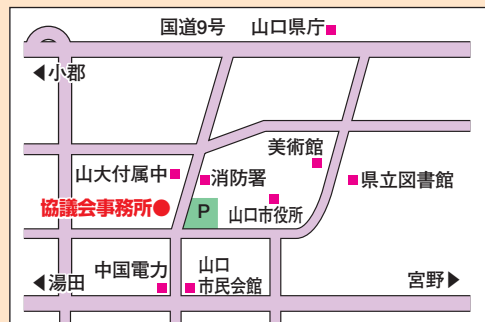 国道9号
山口県庁
◀小郡
美術館
山大付属中
消防署
県立図書館
協議会事務所
P
山口市役所
中国電力
山口
市民会館
◀湯田
宮野▶